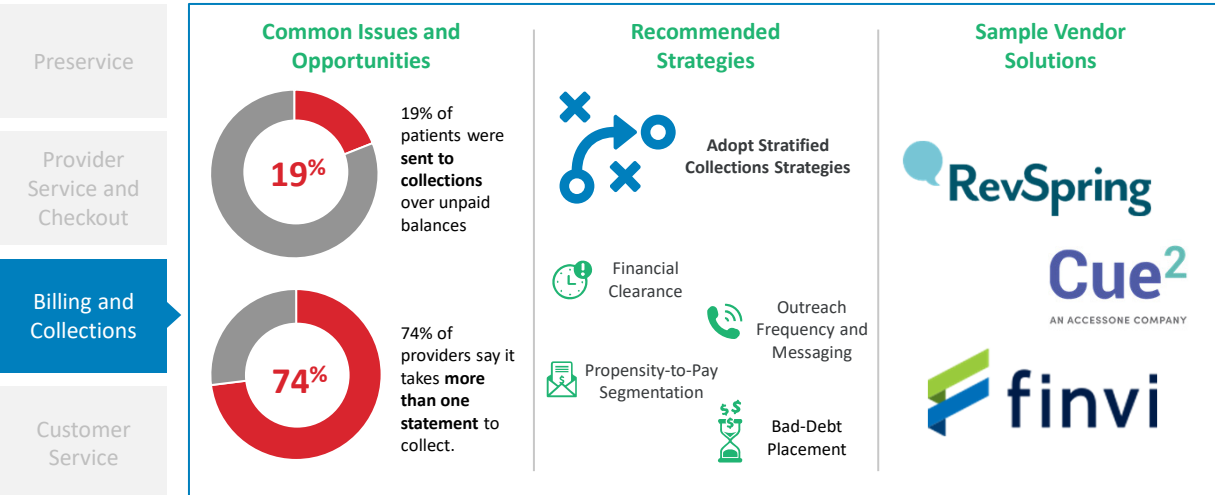 Preservice
Provider
Service and
Checkout
Billing and
Collections
Customer
Service
Common Issues and
Opportunities
19%
19% of
patients were
sent to
collections
over unpaid
balances
74%
74% of
providers say it
takes more
than one
statement to
collect.
Recommended
Strategies
Adopt Stratified
Collections Strategies
Financial
Clearance
Outreach
Frequency and
Messaging
Propensity-to-Pay
Segmentation
$
$$
$
Bad-Debt
Placement
Sample Vendor
Solutions
RevSpring
Cue2
AN ACCESSONE COMPANY
finvi